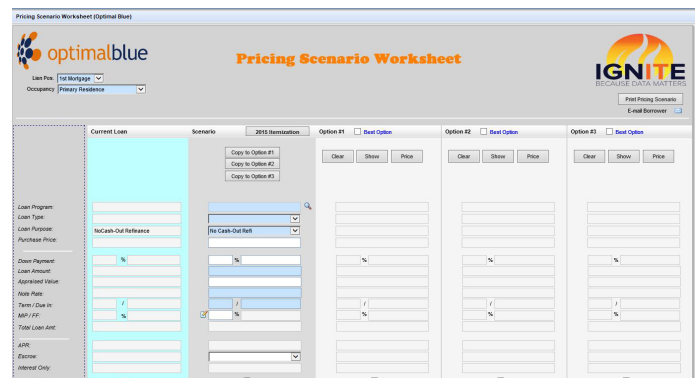 Pricing Scenario Worksheet (Optimal Blue)
optimalblue
Pricing Scenario Worksheet
IGNITE
BECAUSE DATA MATTERS
Lien Pos. 1st Mortgage
Occupancy Primary Residence
Print Pricing Scenario
E-mail Borrower
Current Loan Scenario 2015 Itemization Option #1 Best Option Option #2 Best Option Option #3 Best Option
Copy to Option #1
Copy to Option #2
Copy to Option #3
Clear Show Price Clear Show Price Clear Show Price
Loan Program:
Loan Type:
Loan Purpose: NoCash-Out Refinance No Cash-Out Refi
Purchase Price:
Down Payment: % % % % %
Loan Amount:
Appraised Value:
Note Rate:
Term / Due In: / / / / /
MIP / FF: % % % % %
Total Loan Amt:
APR:
Escrow:
Interest Only: